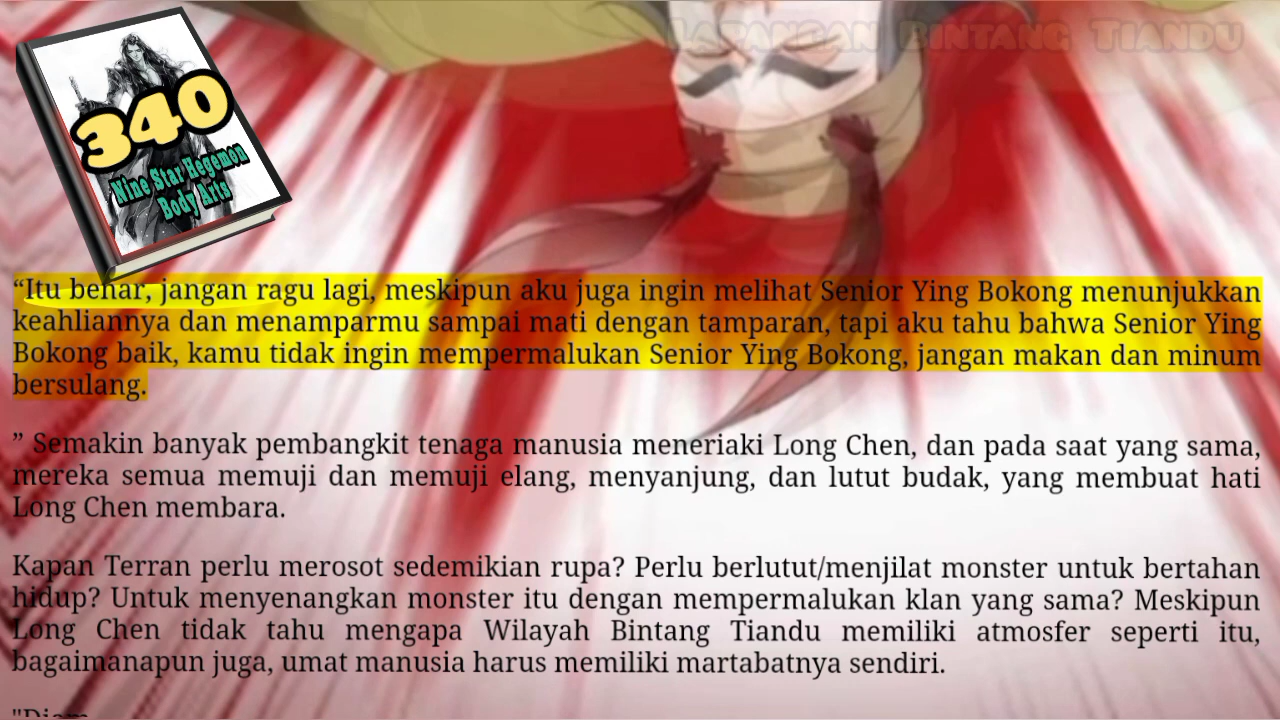 Lapangan Bintang Tiandu
340
Nine Star Hegemon
Body Arts
“Itu benar, jangan ragu lagi, meskipun aku juga ingin melihat Senior Ying Bokong menunjukkan
keahliannya dan menamparmu sampai mati dengan tamparan, tapi aku tahu bahwa Senior Ying
Bokong baik, kamu tidak ingin mempermalukan Senior Ying Bokong, jangan makan dan minum
bersulang.
” Semakin banyak pembangkit tenaga manusia meneriaki Long Chen, dan pada saat yang sama,
mereka semua memuji dan memuji elang, menyanjung, dan lutut budak, yang membuat hati
Long Chen membara.
Kapan Terran perlu merosot sedemikian rupa? Perlu berlutut/menjilat monster untuk bertahan
hidup? Untuk menyenangkan monster itu dengan mempermalukan klan yang sama? Meskipun
Long Chen tidak tahu mengapa Wilayah Bintang Tiandu memiliki atmosfer seperti itu,
bagaimanapun juga, umat manusia harus memiliki martabatnya sendiri.